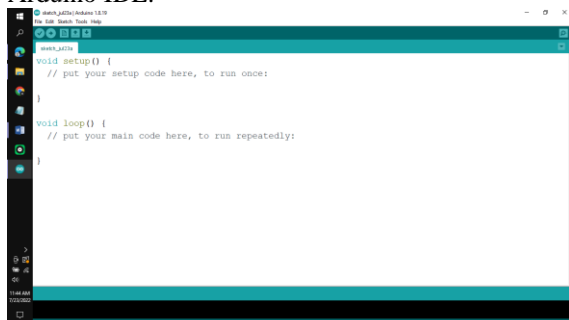 Arduino IDE.
sketch_jul23a | Arduino 1.8.19
File Edit Sketch Tools Help
sketch_jul23a
void setup() {
// put your setup code here, to run once:
}
void loop() {
// put your main code here, to run repeatedly:
}
11:44 AM
7/23/2022